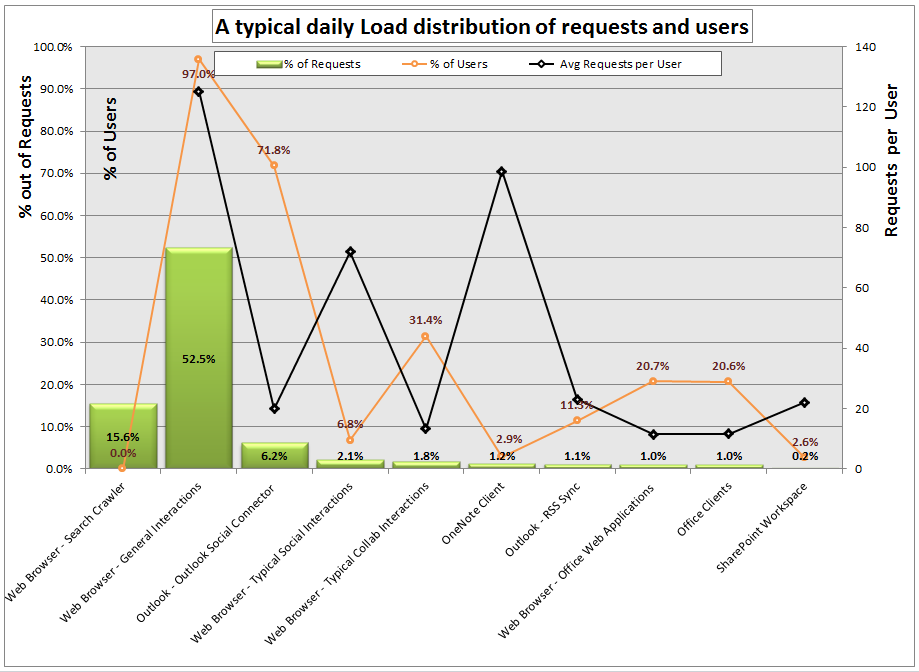 A typical daily Load distribution of requests and users
% of Requests
% of Users
Avg Requests per User
% out of Requests
% of Users
Requests per User
100.0%
90.0%
80.0%
70.0%
60.0%
50.0%
40.0%
30.0%
20.0%
10.0%
0.0%
140
120
100
80
60
40
20
0
97.0%
71.8%
31.4%
20.7%
20.6%
11.3%
6.8%
2.9%
2.6%
0.0%
15.6%
52.5%
6.2%
2.1%
1.8%
1.2%
1.1%
1.0%
1.0%
0.2%
Web Browser - Search Crawler
Web Browser - General Interactions
Outlook - Outlook Social Connector
Web Browser - Typical Social Interactions
Web Browser - Typical Collab Interactions
OneNote Client
Outlook - RSS Sync
Web Browser - Office Web Applications
Office Clients
SharePoint Workspace